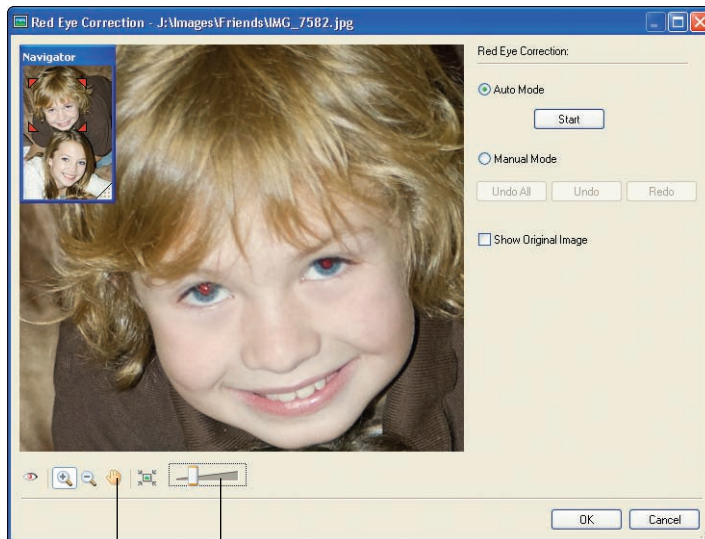 Red Eye Correction - J:\Images\Friends\IMG_7582.jpg
Navigator
Red Eye Correction:
Auto Mode
Start
Manual Mode
Undo All Undo Redo
Show Original Image
OK Cancel